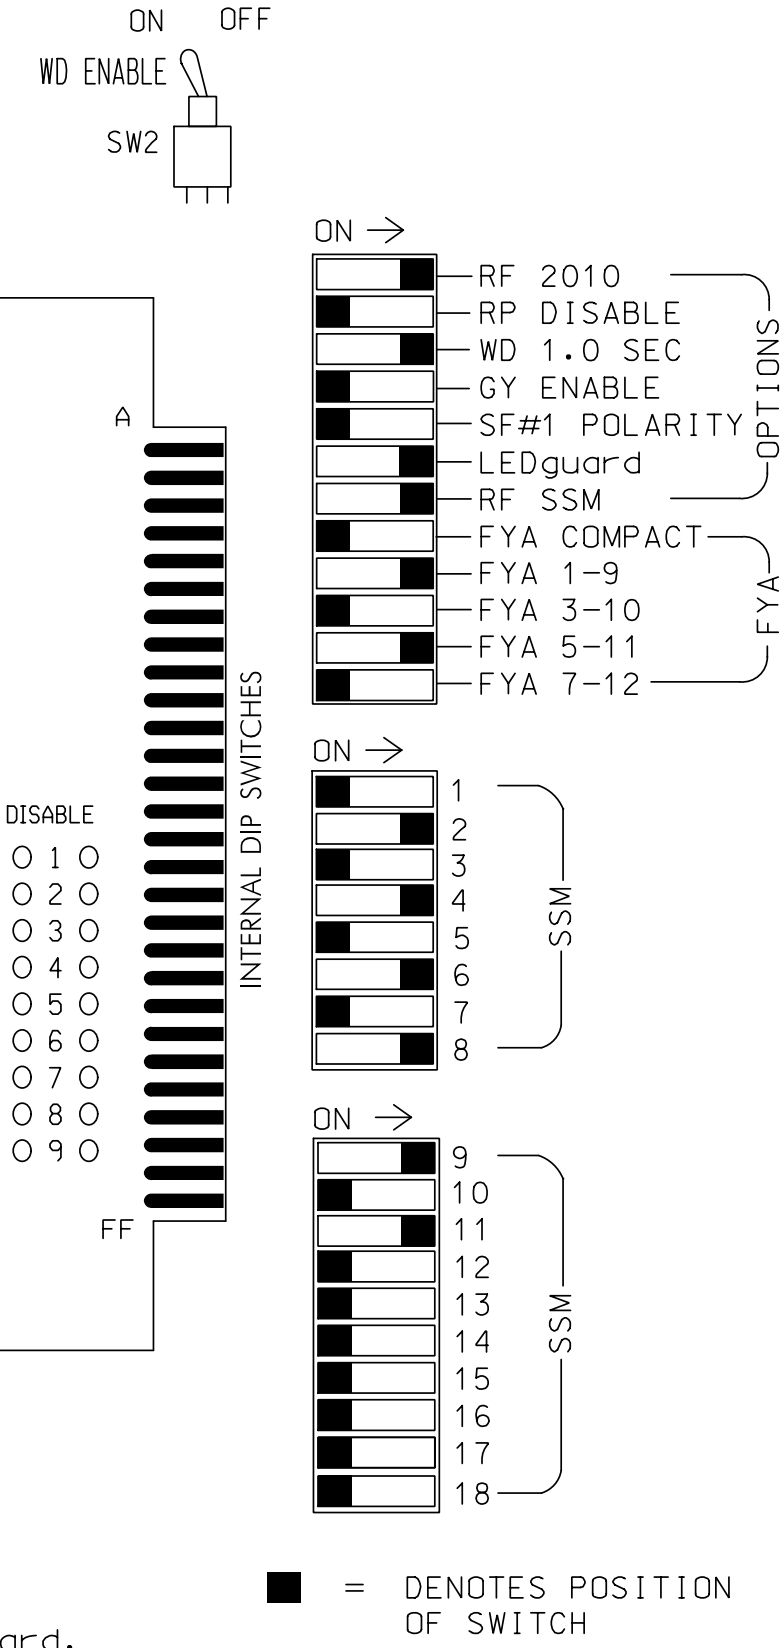 ON OFF
WD ENABLE
SW2
ON →
RF 2010
RP DISABLE
WD 1.0 SEC
GY ENABLE
SF#1 POLARITY
LEDguard
RF SSM
OPTIONS
FYA COMPACT
FYA 1-9
FYA 3-10
FYA 5-11
FYA 7-12
FYA
A
FF
INTERNAL DIP SWITCHES
DISABLE
1
2
3
4
5
6
7
8
9
ON →
1
2
3
4
5
6
7
8
SSM
ON →
9
10
11
12
13
14
15
16
17
18
SSM
= DENOTES POSITION
OF SWITCH
ard.